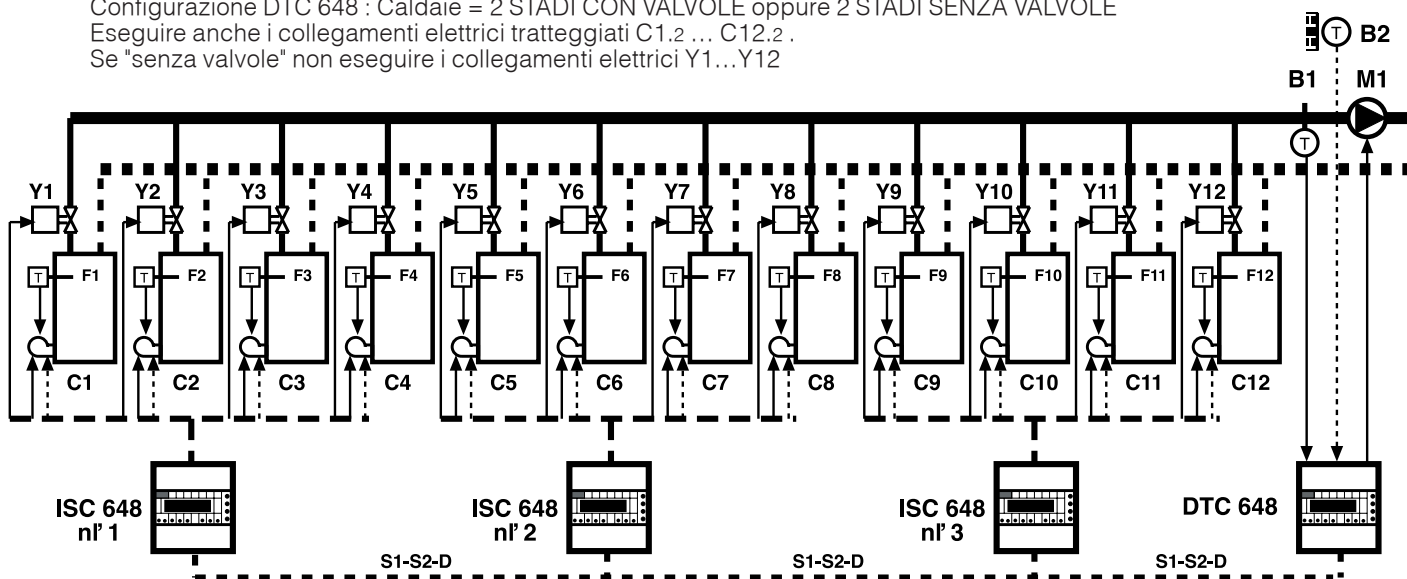 Configurazione DTC 648 : Caldaie = 2 STADI CON VALVOLE oppure 2 STADI SENZA VALVOLE
Eseguire anche i collegamenti elettrici tratteggiati C1.2 ... C12.2 .
Se "senza valvole" non eseguire i collegamenti elettrici Y1...Y12
T B2
B1 M1
T
Y1 Y2 Y3 Y4 Y5 Y6 Y7 Y8 Y9 Y10 Y11 Y12
T F1 T F2 T F3 T F4 T F5 T F6 T F7 T F8 T F9 T F10 T F11 T F12
C1 C2 C3 C4 C5 C6 C7 C8 C9 C10 C11 C12
ISC 648
nľ 1
ISC 648
nľ 2
ISC 648
nľ 3
DTC 648
S1-S2-D S1-S2-D S1-S2-D